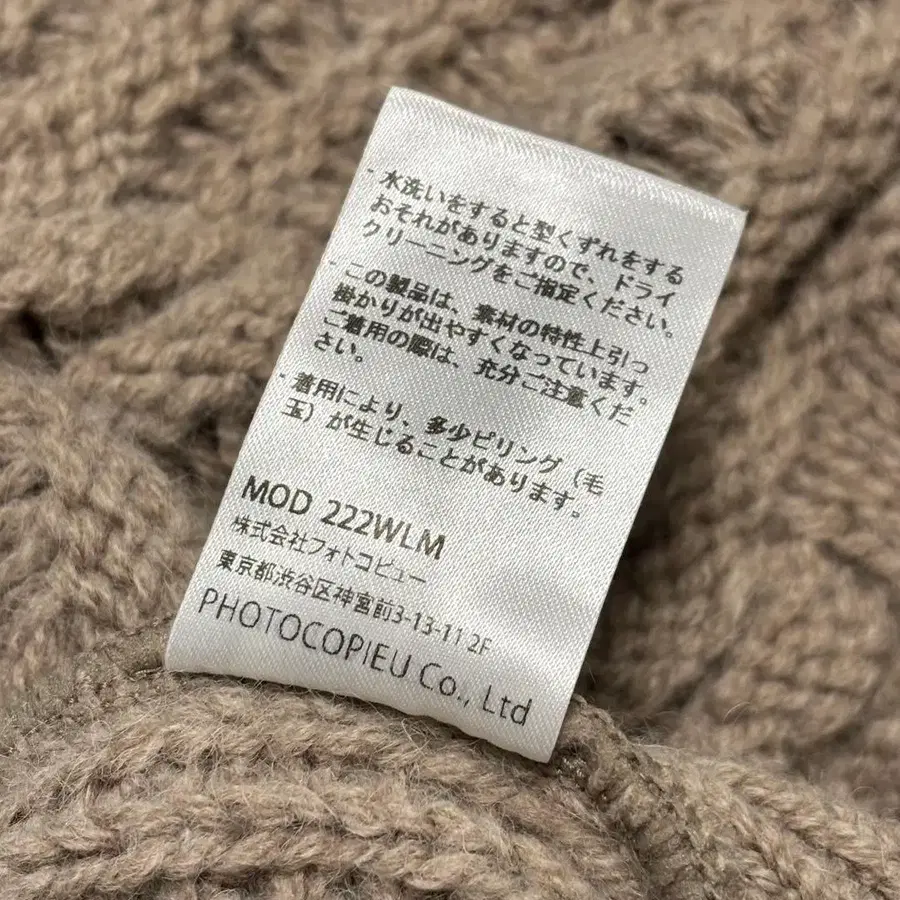 ・水洗いをすると型くずれをする
おそれがありますので、ドライ
クリーニングをご指定ください。
・この製品は、素材の特性上引っ
掛かりが出やすくなっています。
ご着用の際は、充分ご注意くだ
さい。
・着用により、多少ピリング（毛
玉）が生じることがあります。
MOD 222WLM
株式会社フォトコピュー
東京都渋谷区神宮前3-13-11 2F
PHOTOCOPIEU Co., Ltd